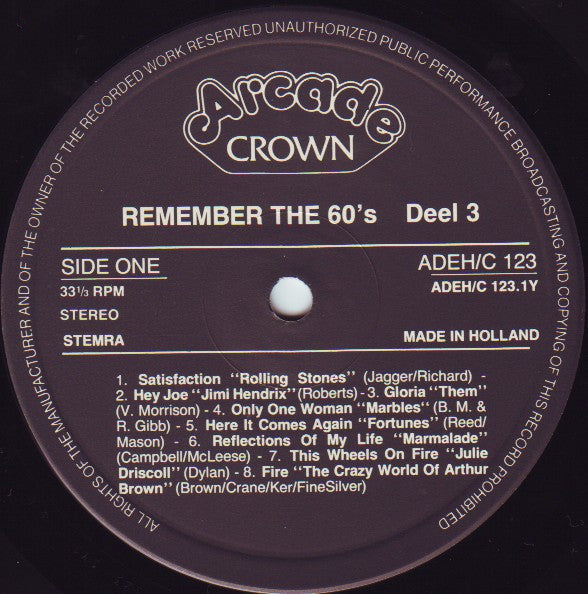 ALL RIGHTS OF THE MANUFACTURER AND OF THE OWNER OF THE RECORDED WORK RESERVED UNAUTHORIZED PUBLIC PERFORMANCE BROADCASTING AND COPYING OF THIS RECORD PROHIBITED
Arcade
CROWN
REMEMBER THE 60's Deel 3
SIDE ONE ADEH/C 123
33 1/3 RPM ADEH/C 123.1Y
STEREO
STEMRA MADE IN HOLLAND
1. Satisfaction "Rolling Stones" (Jagger/Richard) -
2. Hey Joe "Jimi Hendrix" (Roberts)- 3. Gloria "Them"
(V. Morrison) - 4. Only One Woman "Marbles" (B. M. &
R. Gibb) - 5. Here It Comes Again "Fortunes" (Reed/
Mason) - 6. Reflections Of My Life "Marmalade"
(Campbell/McLeese) - 7. This Wheels On Fire "Julie
Driscoll" (Dylan) - 8. Fire "The Crazy World Of Arthur
Brown" (Brown/Crane/Ker/FineSilver)